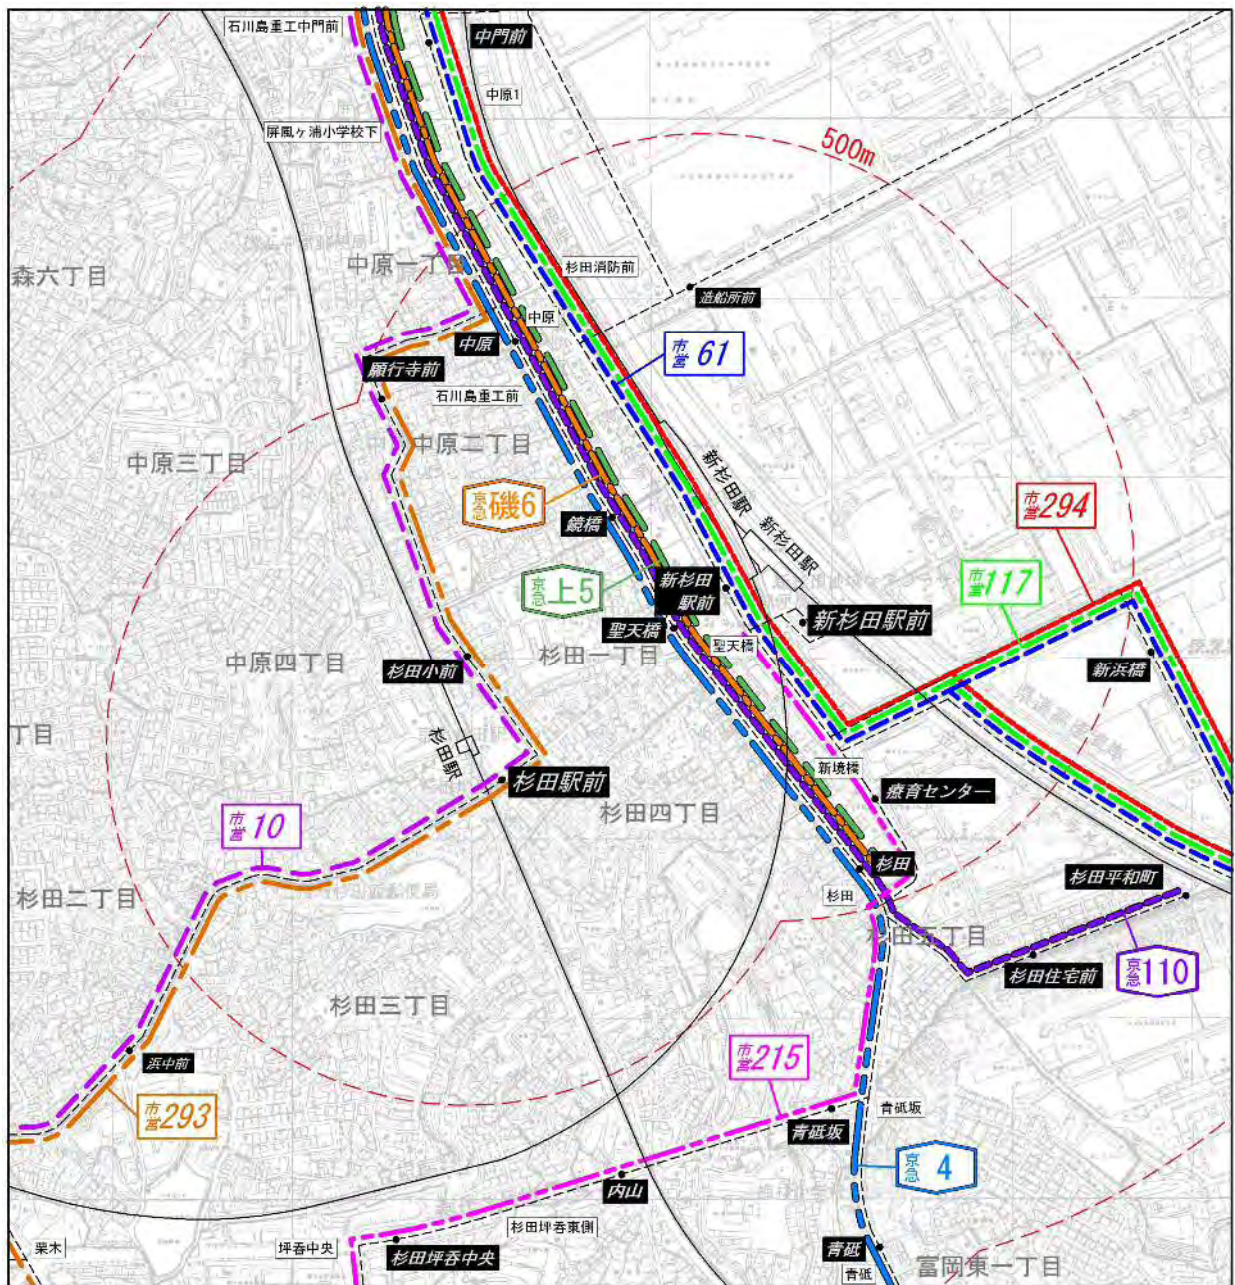 石川島重工中門前
中門前
中原1
屏風ヶ浦小学校下
500m
中原一丁目
杉田消防前
森六丁目
造船所前
中原
中原
市営 61
願行寺前
石川島重工前
中原二丁目
中原三丁目
新杉田駅
京急 磯6
市営 294
鏡橋
新杉田駅
市営 117
京急 上5
新杉田
駅前
聖天橋
新杉田駅前
聖天橋
杉田一丁目
中原四丁目
杉田小前
新浜橋
丁目
杉田駅
新境橋
杉田駅前
療育センター
市営 10
杉田四丁目
杉田
杉田
杉田平和町
杉田二丁目
杉田五丁目
杉田住宅前
京急 110
杉田三丁目
浜中前
市営 215
市営 293
青砥坂
青砥坂
京急 4
内山
杉田坪呑東側
栗木
坪呑中央
杉田坪呑中央
青砥
青砥
富岡東一丁目